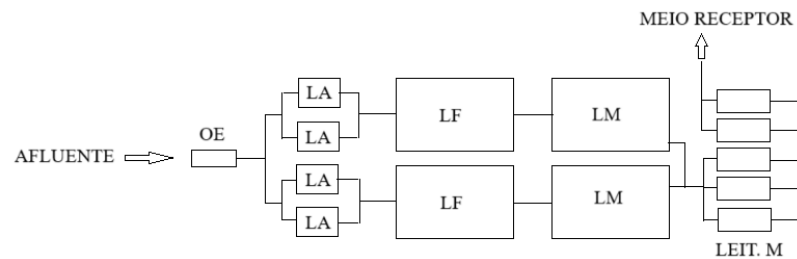 MEIO RECEPTOR
LA
LF
LM
OE
LA
AFLUENTE
LA
LF
LM
LA
LEIT. M